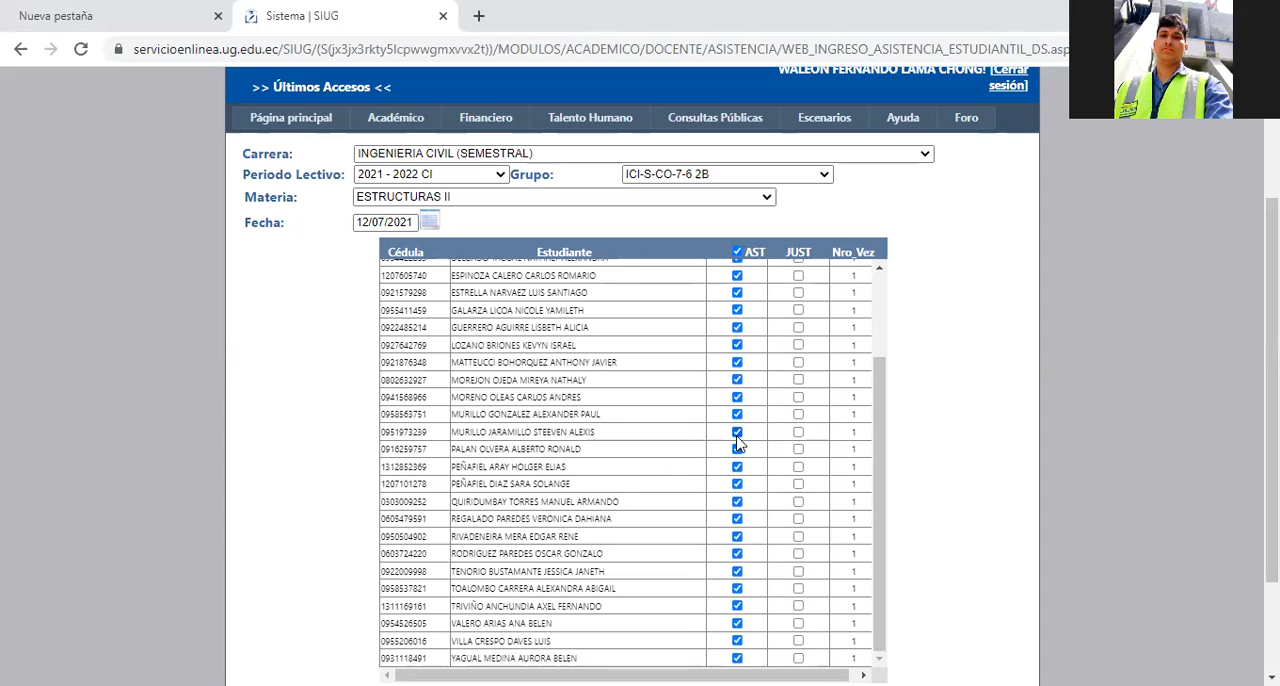 Nueva pestaña
Sistema | SIUG
servicioenlinea.ug.edu.ec/SIUG/(S(jx3jx3rkty5lcpwwgmxvvx2t))/MODULOS/ACADEMICO/DOCENTE/ASISTENCIA/WEB_INGRESO_ASISTENCIA_ESTUDIANTIL_DS.asp
WALEON FERNANDO LAMA CHONG! [Cerrar
>> Últimos Accesos <<
sesión]
Página principal Académico Financiero Talento Humano Consultas Públicas Escenarios Ayuda Foro
Carrera: INGENIERIA CIVIL (SEMESTRAL)
Periodo Lectivo: 2021 - 2022 CI Grupo: ICI-S-CO-7-6 2B
Materia: ESTRUCTURAS II
Fecha: 12/07/2021
Cédula Estudiante AST JUST Nro_Vez
1207605740 ESPINOZA CALERO CARLOS ROMARIO 1
0921579298 ESTRELLA NARVAEZ LUIS SANTIAGO 1
0955411459 GALARZA LICOA NICOLE YAMILETH 1
0922485214 GUERRERO AGUIRRE LISBETH ALICIA 1
0927642769 LOZANO BRIONES KEVYN ISRAEL 1
0921876348 MATTEUCCI BOHORQUEZ ANTHONY JAVIER 1
0802632927 MOREJON OJEDA MIREYA NATHALY 1
0941568966 MORENO OLEAS CARLOS ANDRES 1
0958563751 MURILLO GONZALEZ ALEXANDER PAUL 1
0951973239 MURILLO JARAMILLO STEEVEN ALEXIS 1
0916259757 PALAN OLVERA ALBERTO RONALD 1
1312852369 PEÑAFIEL ARAY HOLGER ELIAS 1
1207101278 PEÑAFIEL DIAZ SARA SOLANGE 1
0303009252 QUIRIDUMBAY TORRES MANUEL ARMANDO 1
0605479591 REGALADO PAREDES VERONICA DAHIANA 1
0950504902 RIVADENEIRA MERA EDGAR RENE 1
0603724220 RODRIGUEZ PAREDES OSCAR GONZALO 1
0922009998 TENORIO BUSTAMANTE JESSICA JANETH 1
0958537821 TOALOMBO CARRERA ALEXANDRA ABIGAIL 1
1311169161 TRIVIÑO ANCHUNDIA AXEL FERNANDO 1
0954526505 VALERO ARIAS ANA BELEN 1
0955206016 VILLA CRESPO DAVES LUIS 1
0931118491 YAGUAL MEDINA AURORA BELEN 1